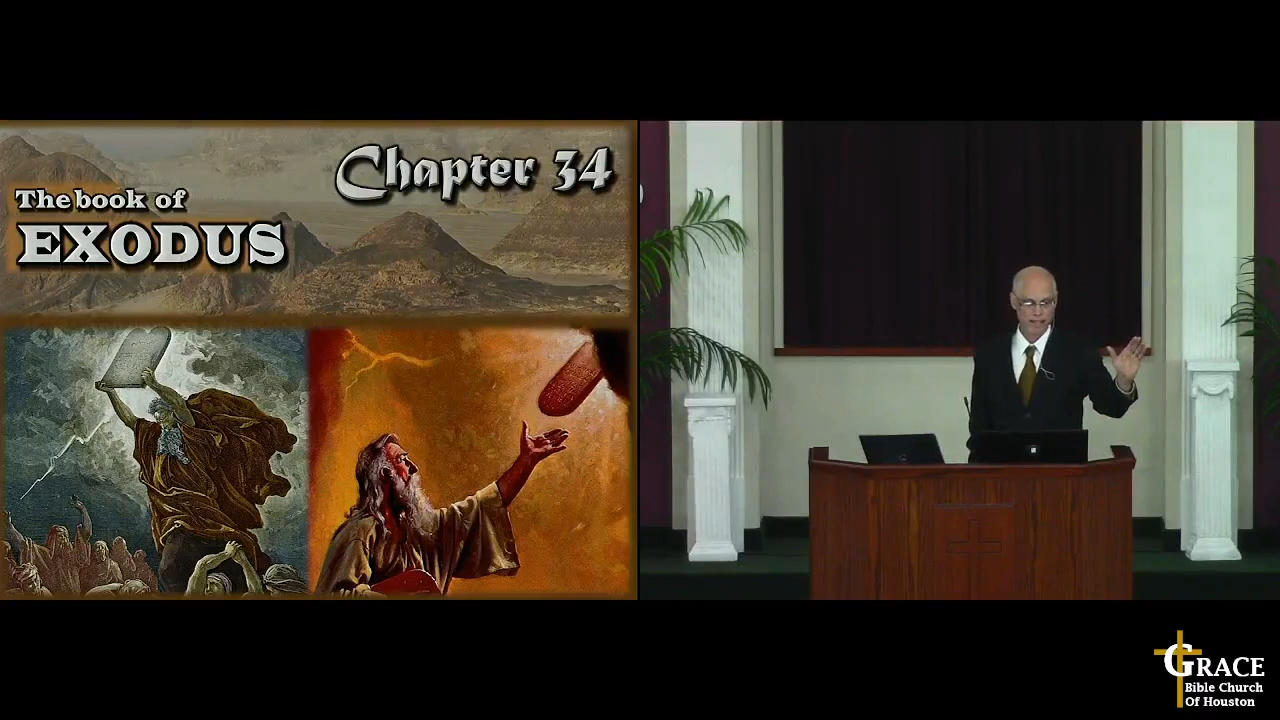 Chapter 34
The book of
EXODUS
GRACE
Bible Church
Of Houston